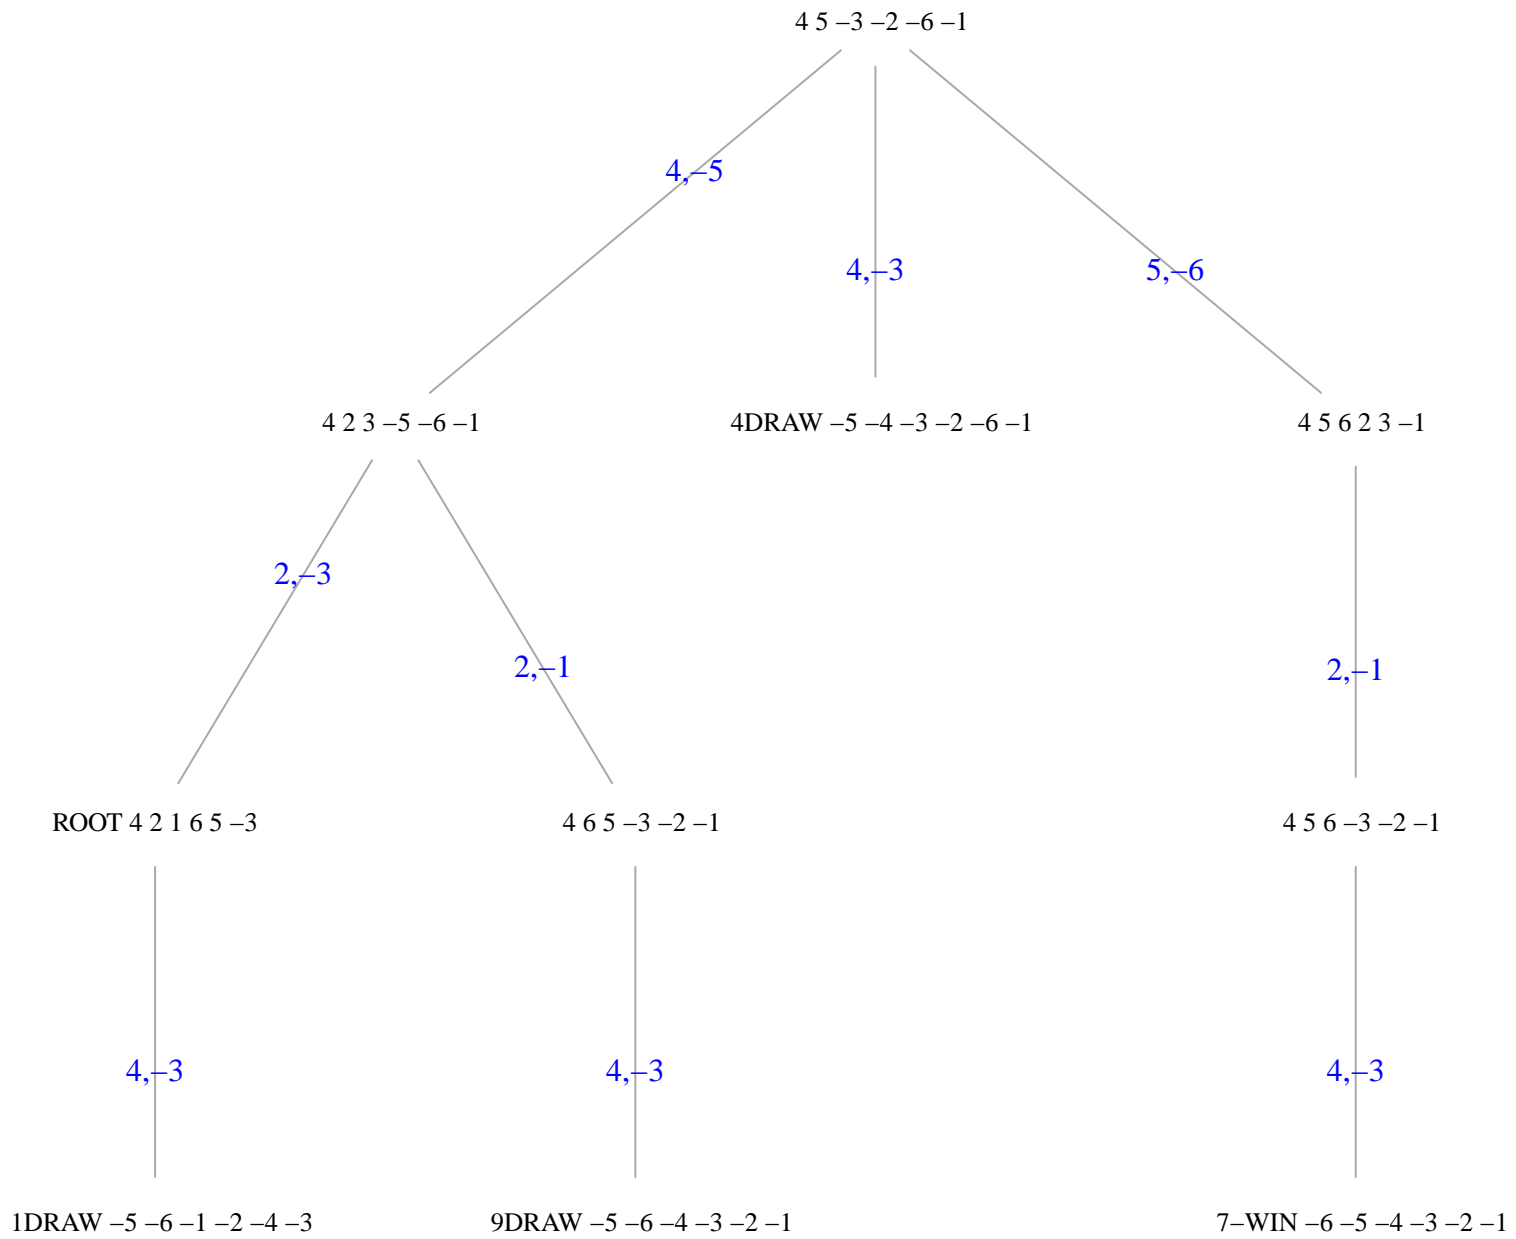 4 5 –3 –2 –6 –1
4,–5
4,–3
5,–6
4 2 3 –5 –6 –1
4DRAW –5 –4 –3 –2 –6 –1
4 5 6 2 3 –1
2,–3
2,–1
2,–1
ROOT 4 2 1 6 5 –3
4 6 5 –3 –2 –1
4 5 6 –3 –2 –1
4,–3
4,–3
4,–3
1DRAW –5 –6 –1 –2 –4 –3
9DRAW –5 –6 –4 –3 –2 –1
7–WIN –6 –5 –4 –3 –2 –1